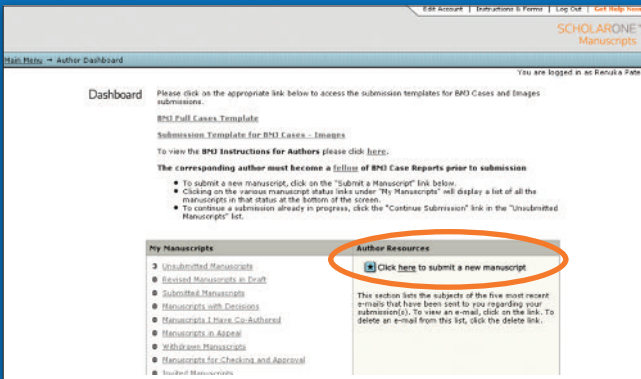 Edit Account | Instructions & Forms | Log Out | Get Help Now
SCHOLARONE™
Manuscripts
Main Menu → Author Dashboard
You are logged in as Renuka Pate
Dashboard
Please click on the appropriate link below to access the submission templates for BMJ Cases and Images
submissions.
BMJ Full Cases Template
Submission Template for BMJ Cases - Images
To view the BMJ Instructions for Authors please click here.
The corresponding author must become a fellow of BMJ Case Reports prior to submission
● To submit a new manuscript, click on the "Submit a Manuscript" link below.
● Clicking on the various manuscript status links under "My Manuscripts" will display a list of all the
manuscripts in that status at the bottom of the screen.
● To continue a submission already in progress, click the "Continue Submission" link in the "Unsubmitted
Manuscripts" list.
My Manuscripts
3 Unsubmitted Manuscripts
0 Revised Manuscripts in Draft
0 Submitted Manuscripts
0 Manuscripts with Decisions
0 Manuscripts I Have Co-Authored
0 Manuscripts in Appeal
0 Withdrawn Manuscripts
0 Manuscripts for Checking and Approval
0 Invited Manuscripts
Author Resources
Click here to submit a new manuscript
This section lists the subjects of the five most recent
e-mails that have been sent to you regarding your
submission(s). To view an e-mail, click on the link. To
delete an e-mail from this list, click the delete link.